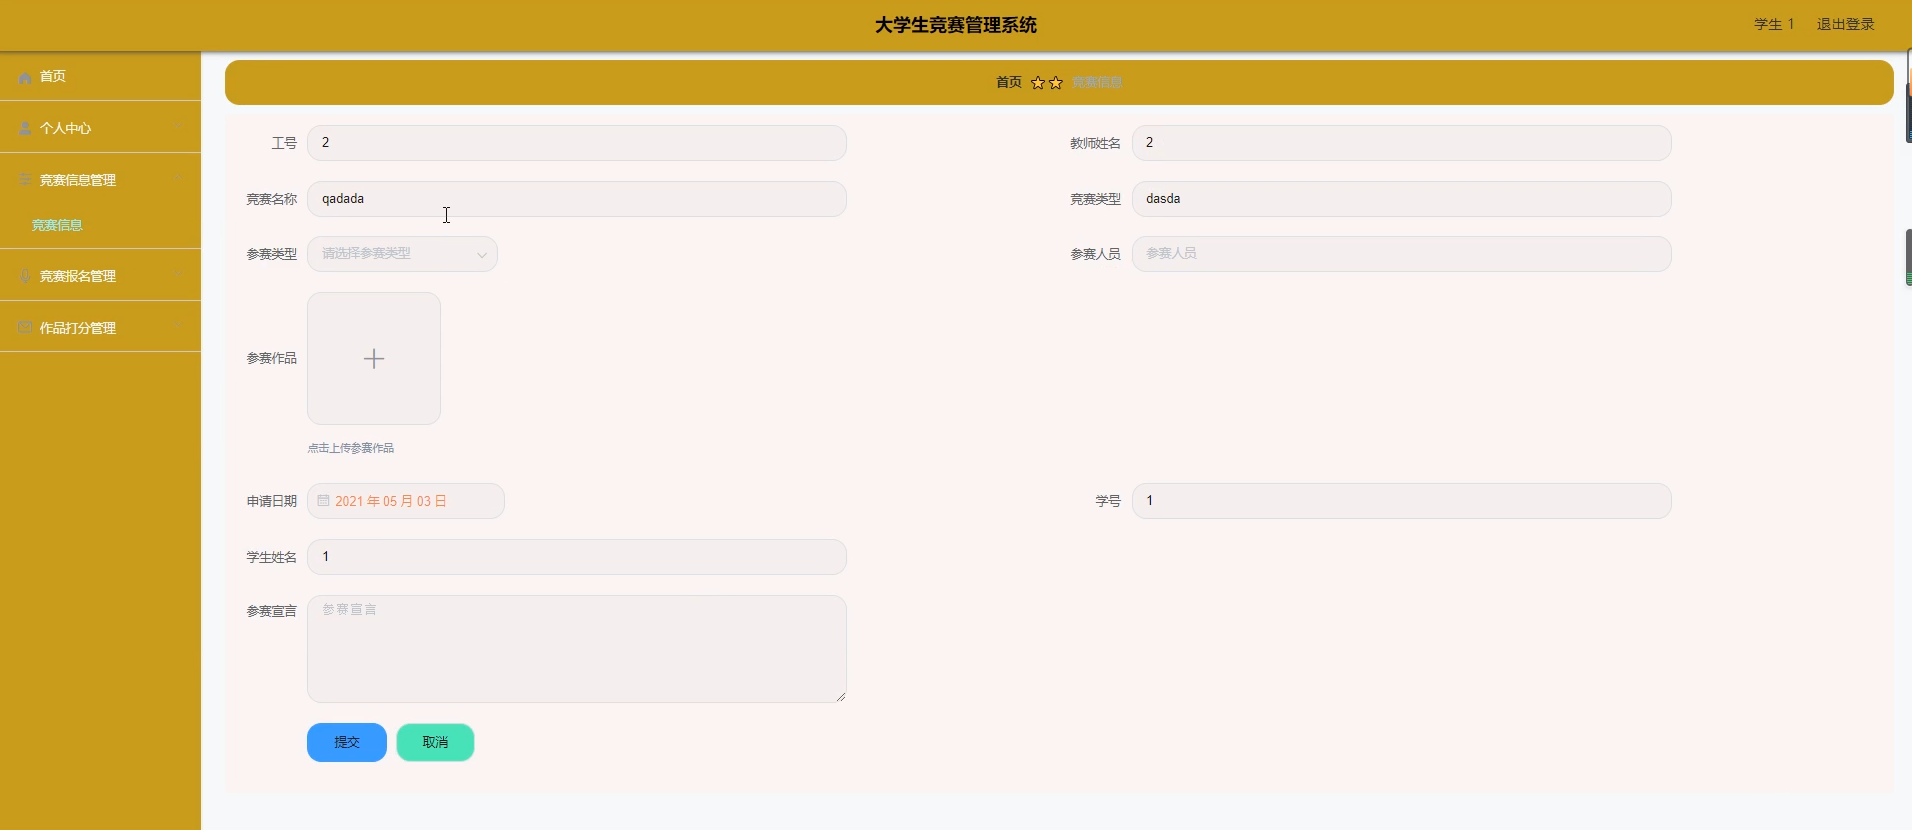 大学生竞赛管理系统
学生 1 退出登录
首页
个人中心
竞赛信息管理
竞赛信息
竞赛报名管理
作品打分管理
首页 竞赛信息
工号 2 教师姓名 2
竞赛名称 qadada 竞赛类型 dasda
参赛类型 请选择参赛类型 参赛人员 参赛人员
参赛作品
点击上传参赛作品
申请日期 2021 年 05 月 03 日 学号 1
学生姓名 1
参赛宣言 参赛宣言
提交 取消